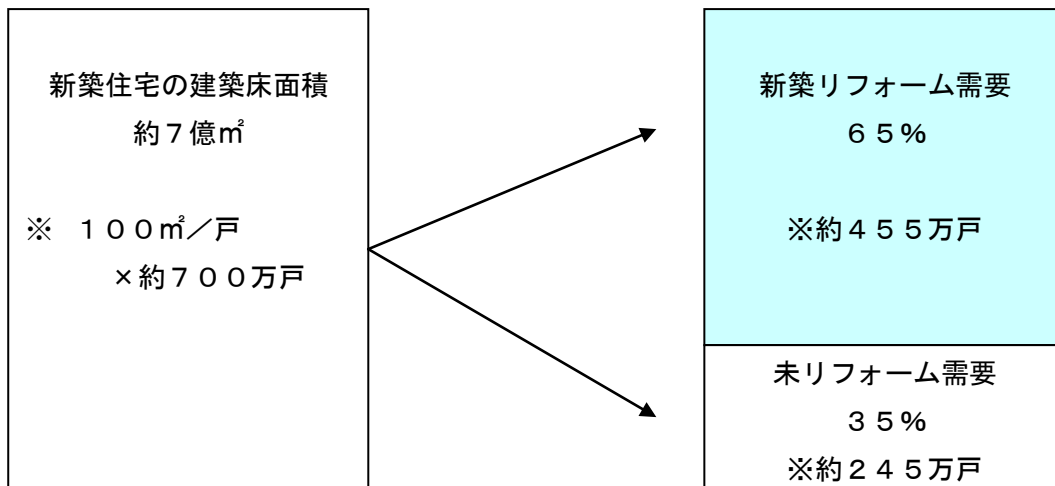 新築住宅の建築床面積
約７億㎡
※　１００㎡／戸
×約７００万戸
新築リフォーム需要
６５％
※約４５５万戸
未リフォーム需要
３５％
※約２４５万戸